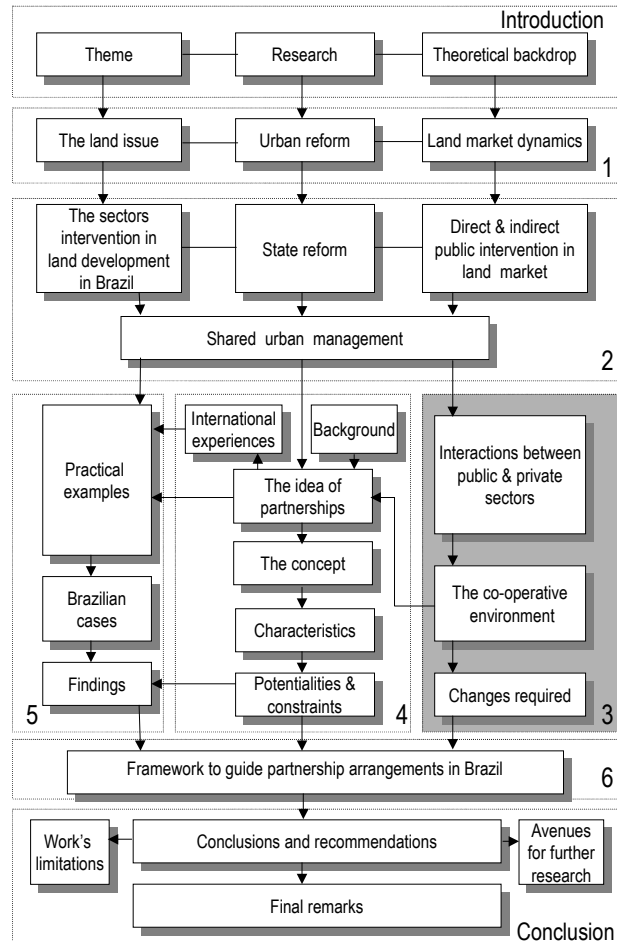 Introduction
Theme
Research
Theoretical backdrop
The land issue
Urban reform
Land market dynamics
1
The sectors
intervention in
land development
in Brazil
State reform
Direct & indirect
public intervention in
land market
Shared urban management
2
International
experiences
Background
Practical
examples
The idea of
partnerships
Interactions between
public & private
sectors
The concept
Brazilian
cases
The co-operative
environment
Characteristics
Findings
Potentialities &
constraints
Changes required
5
4
3
Framework to guide partnership arrangements in Brazil
6
Work's
limitations
Conclusions and recommendations
Avenues
for further
research
Final remarks
Conclusion